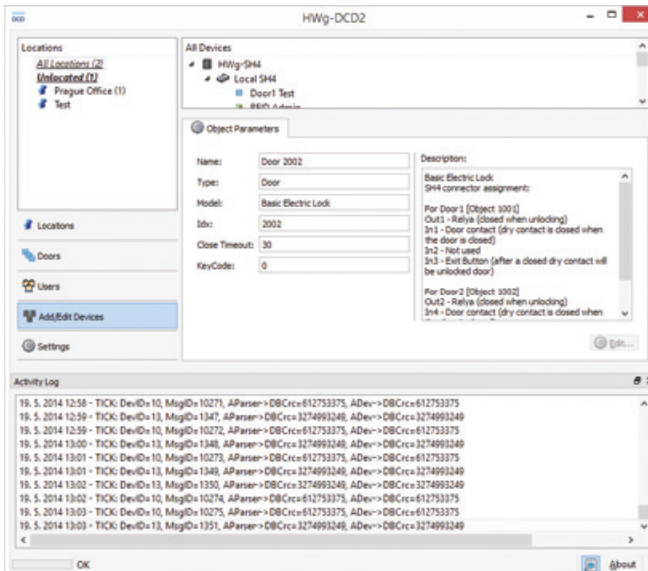 HWg-DCD2
Locations
All Locations (2)
Unlocated (1)
Prague Office (1)
Test
Locations
Doors
Users
Add/Edit Devices
Settings
All Devices
HWg-SH4
Local SH4
Door1 Test
RFID Admin
Object Parameters
Name: Door 2002
Type: Door
Model: Basic Electric Lock
Idx: 2002
Close Timeout: 30
KeyCode: 0
Description:
Basic Electric Lock
SH4 connector assignment:
For Door1 [Object 1001]
Out1 - Relya (closed when unlocking)
In1 - Door contact (dry contact is closed when
the door is closed)
In2 - Not used
In3 - Exit Button (after a closed dry contact will
be unlocked door)
For Door2 [Object 1002]
Out2 - Relya (closed when unlocking)
In4 - Door contact (dry contact is closed when
Edit...
Activity Log
19. 5. 2014 12:58 - TICK: DevID=10, MsgID=10271, AParser->DBCrc=612753375, ADev->DBCrc=612753375
19. 5. 2014 12:59 - TICK: DevID=13, MsgID=1347, AParser->DBCrc=3274993249, ADev->DBCrc=3274993249
19. 5. 2014 12:59 - TICK: DevID=10, MsgID=10272, AParser->DBCrc=612753375, ADev->DBCrc=612753375
19. 5. 2014 13:00 - TICK: DevID=13, MsgID=1348, AParser->DBCrc=3274993249, ADev->DBCrc=3274993249
19. 5. 2014 13:01 - TICK: DevID=10, MsgID=10273, AParser->DBCrc=612753375, ADev->DBCrc=612753375
19. 5. 2014 13:01 - TICK: DevID=13, MsgID=1349, AParser->DBCrc=3274993249, ADev->DBCrc=3274993249
19. 5. 2014 13:02 - TICK: DevID=13, MsgID=1350, AParser->DBCrc=3274993249, ADev->DBCrc=3274993249
19. 5. 2014 13:02 - TICK: DevID=10, MsgID=10274, AParser->DBCrc=612753375, ADev->DBCrc=612753375
19. 5. 2014 13:03 - TICK: DevID=10, MsgID=10275, AParser->DBCrc=612753375, ADev->DBCrc=612753375
19. 5. 2014 13:03 - TICK: DevID=13, MsgID=1351, AParser->DBCrc=3274993249, ADev->DBCrc=3274993249
OK
About